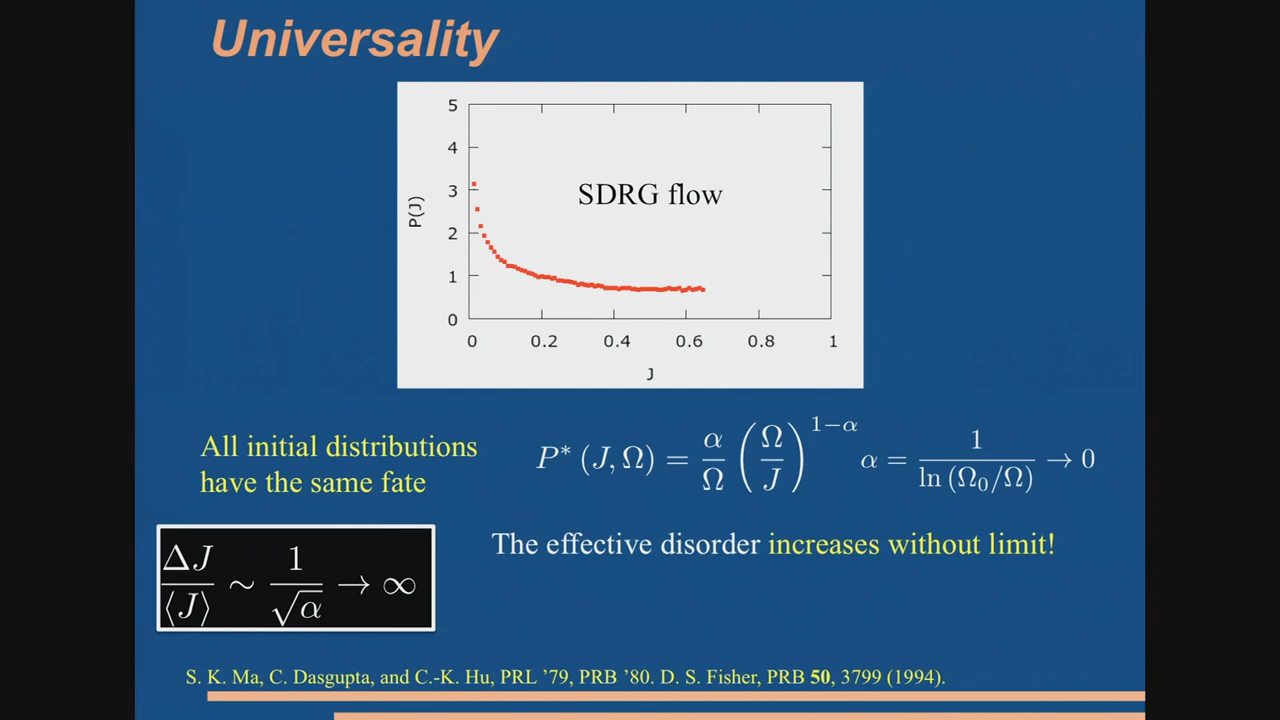 Universality
5
4
3
2
1
0
P(J)
SDRG flow
0 0.2 0.4 0.6 0.8 1
J
All initial distributions
have the same fate
P* (J, Ω) = α/Ω (Ω/J)^{1−α} α = 1/ln (Ω₀/Ω) → 0
ΔJ/⟨J⟩ ∼ 1/√α → ∞
The effective disorder increases without limit!
S. K. Ma, C. Dasgupta, and C.-K. Hu, PRL ’79, PRB ’80. D. S. Fisher, PRB 50, 3799 (1994).